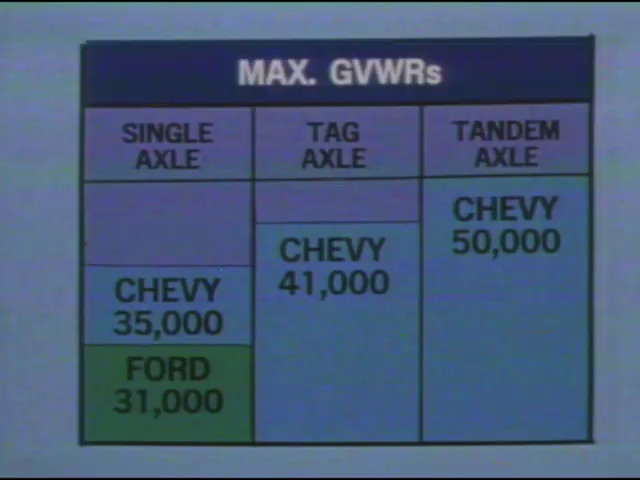 MAX. GVWRs
SINGLE
AXLE
TAG
AXLE
TANDEM
AXLE
CHEVY
35,000
FORD
31,000
CHEVY
41,000
CHEVY
50,000